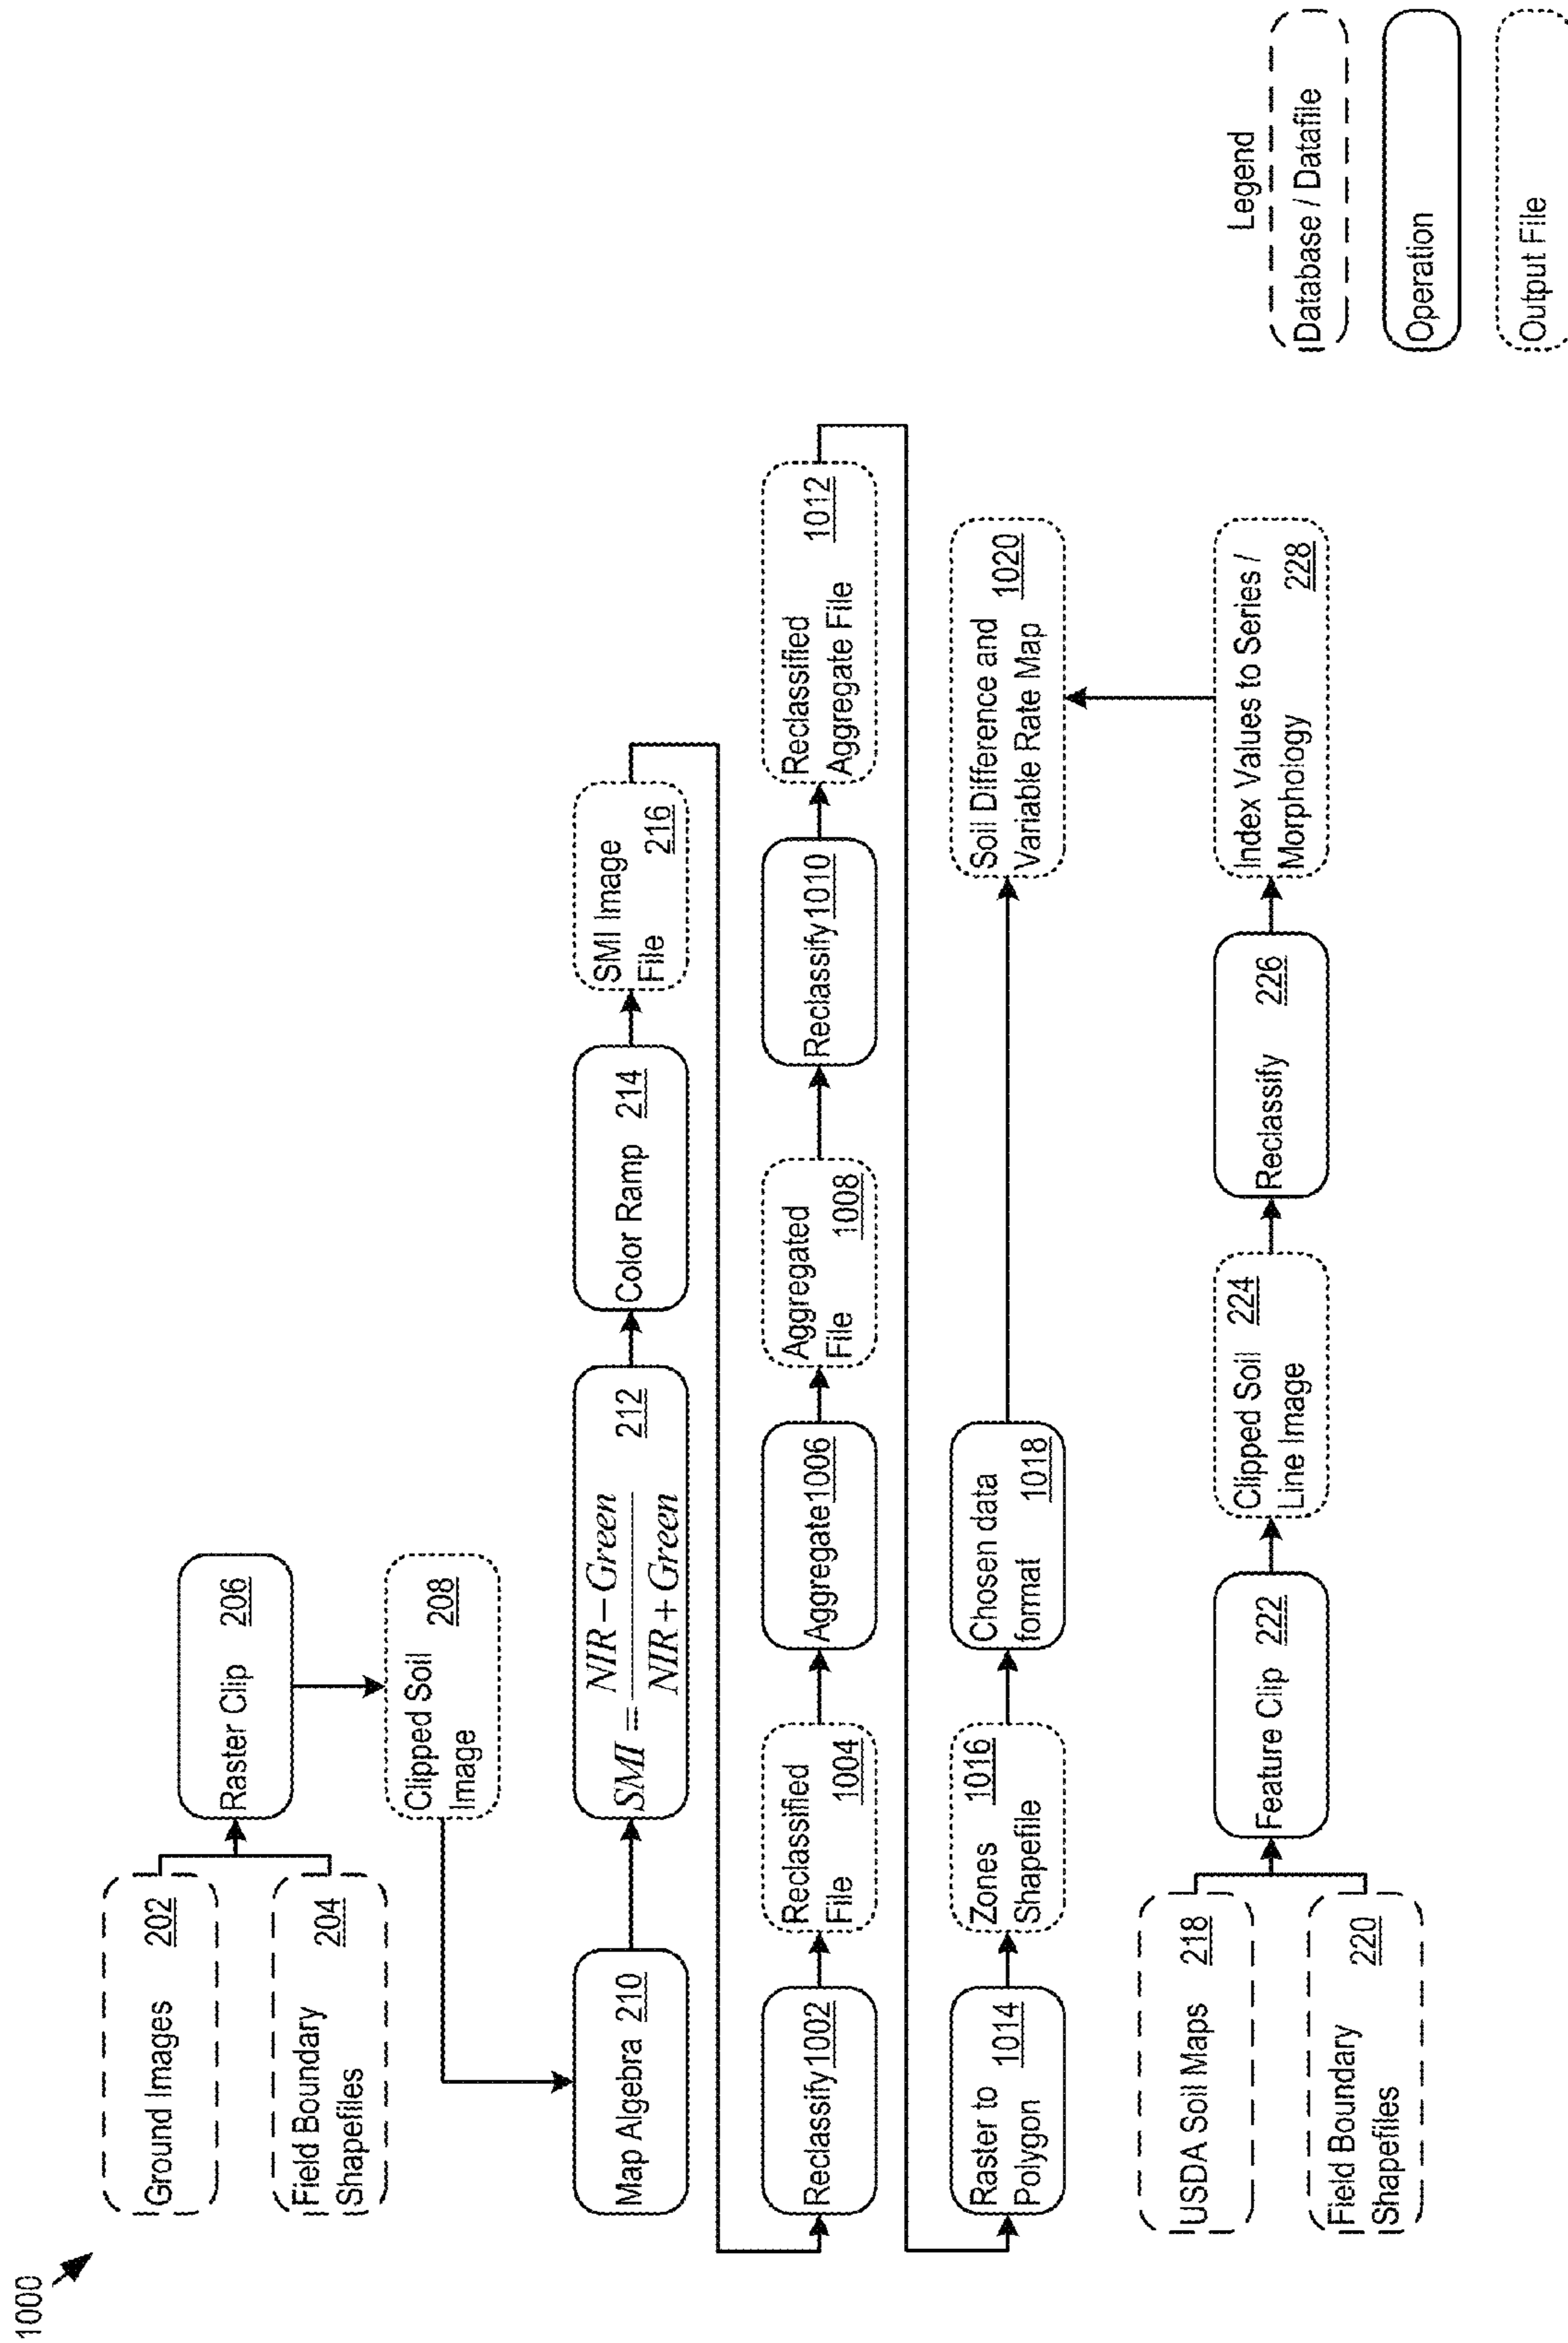 1000
Ground Images 202
Field Boundary 204
Shapefiles
Raster Clip 206
Clipped Soil 208
Image
Map Algebra 210
SMI = NIR - Green / NIR + Green 212
Color Ramp 214
SMI Image
File 216
Reclassify 1002
Reclassified
File 1004
Aggregate 1006
Aggregated
File 1008
Reclassify 1010
Reclassified 1012
Aggregate File
Raster to 1014
Polygon
Zones 1016
Shapefile
Chosen data
format 1018
Soil Difference and 1020
Variable Rate Map
USDA Soil Maps 218
Field Boundary 220
Shapefiles
Feature Clip 222
Clipped Soil 224
Line Image
Reclassify 226
Index Values to Series /
Morphology 228
Legend
Database / Datafile
Operation
Output File